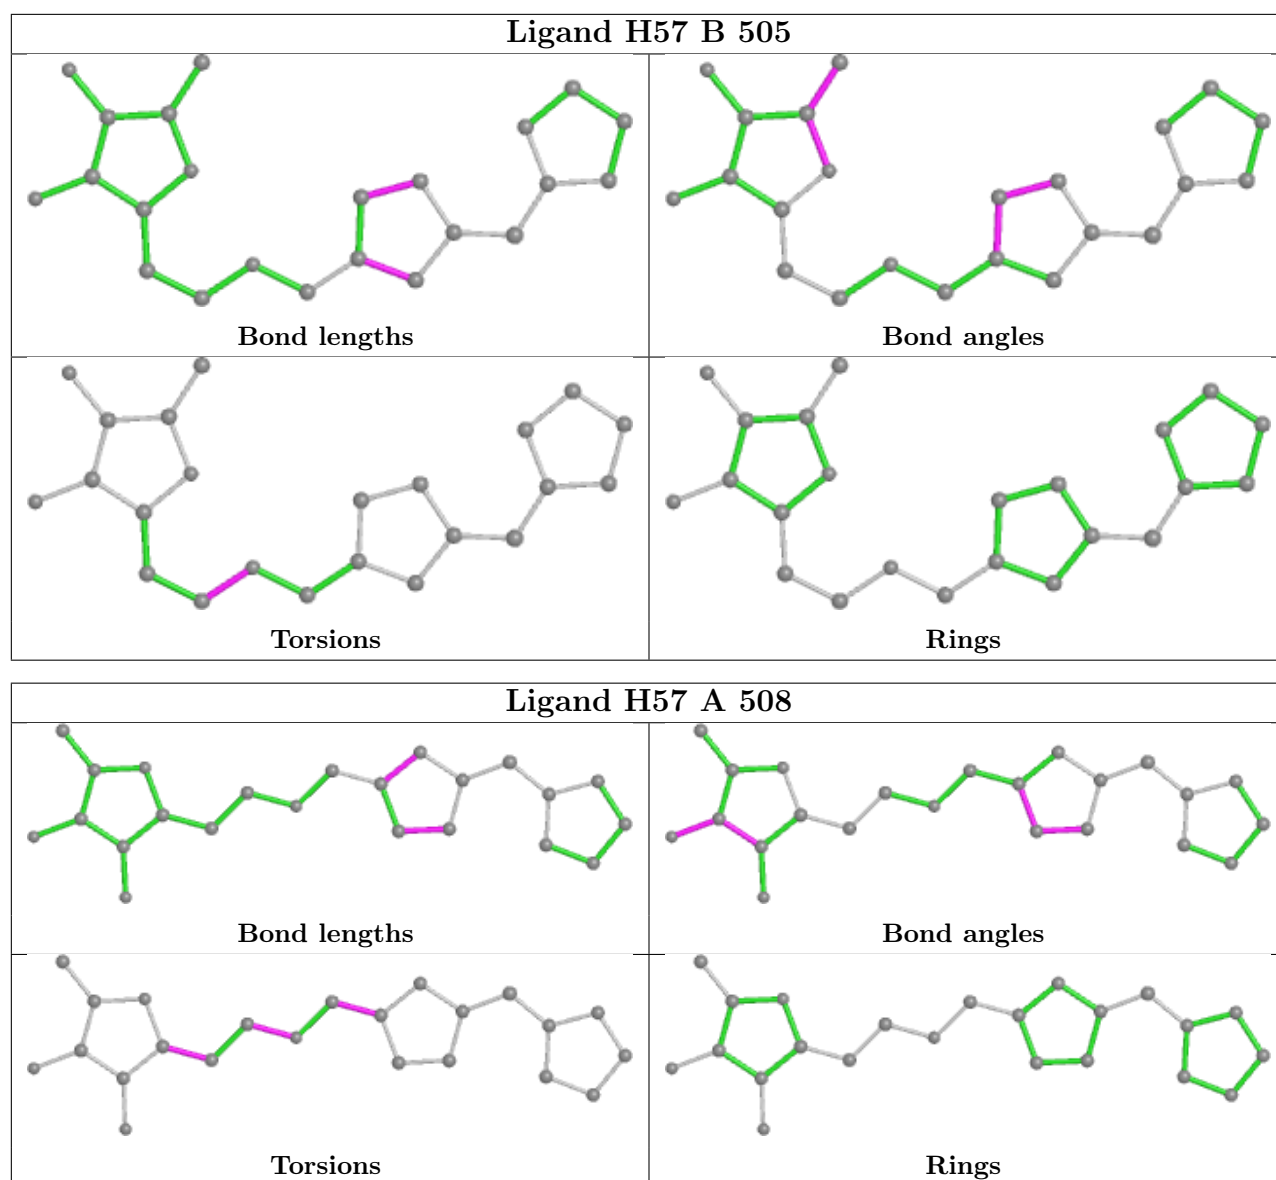 Ligand H57 B 505
Bond lengths
Bond angles
Torsions
Rings
Ligand H57 A 508
Bond lengths
Bond angles
Torsions
Rings